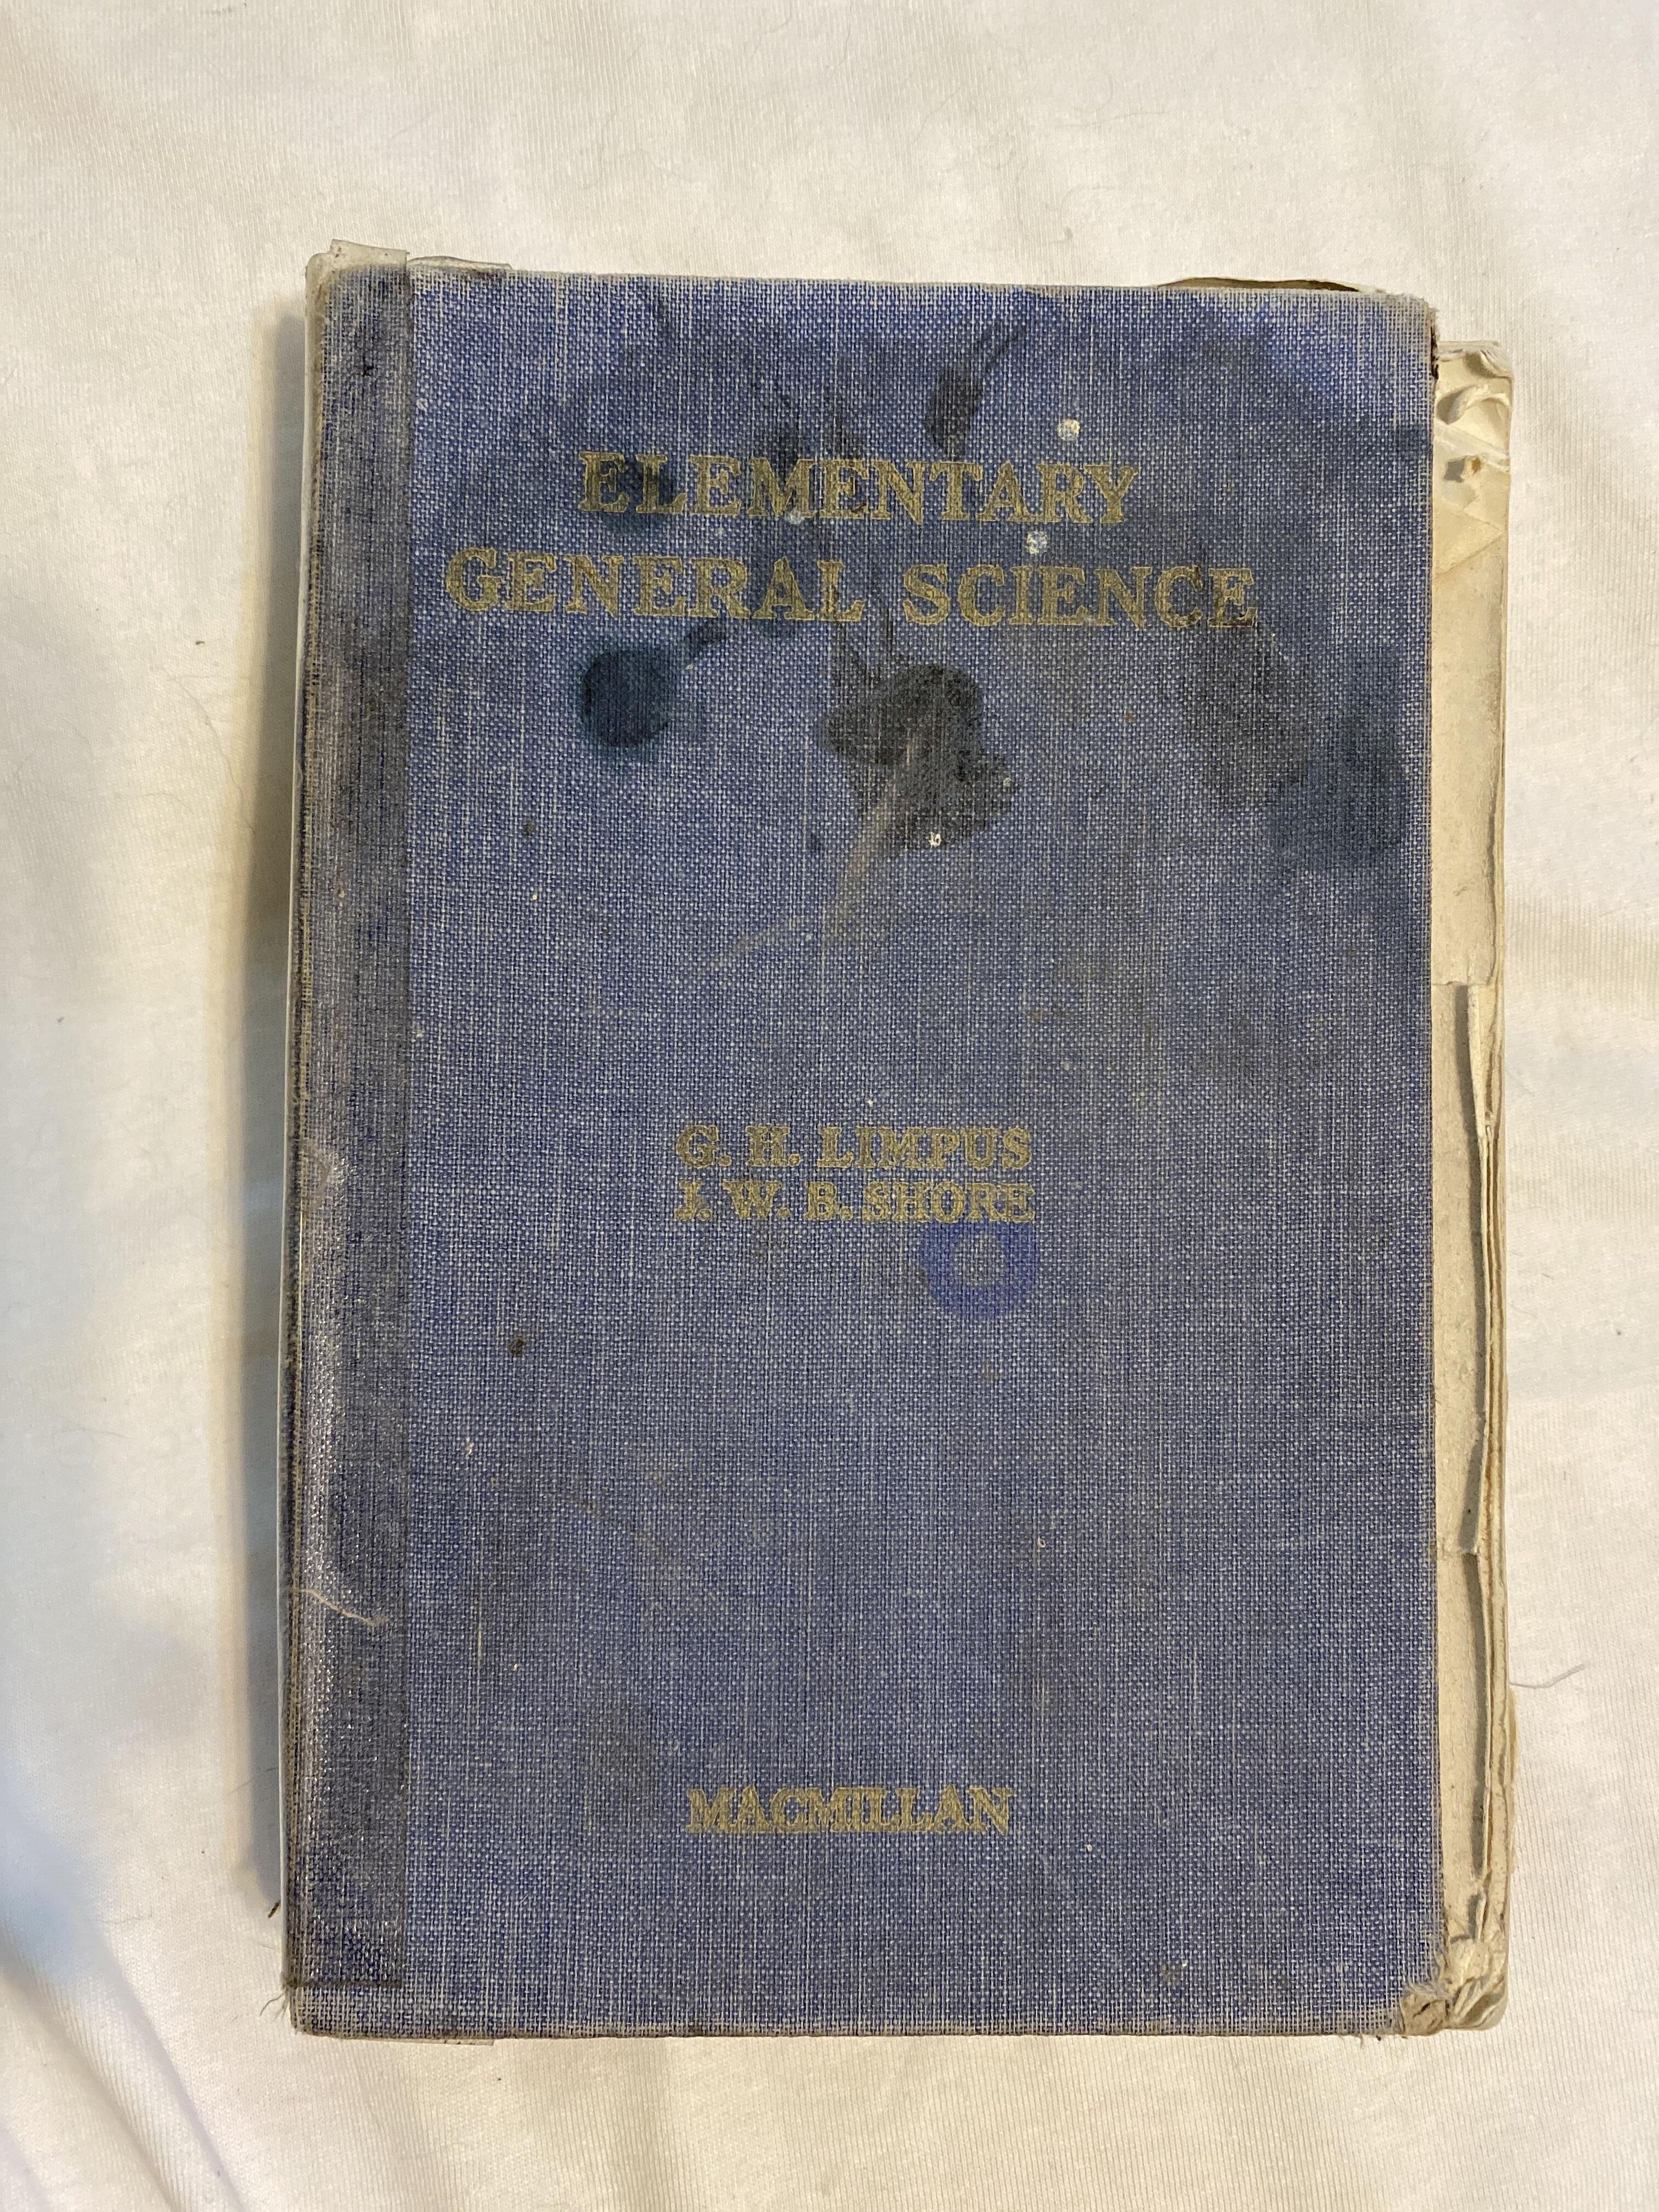 ELEMENTARY
GENERAL SCIENCE
G. H. LIMPUS
J. W. B. SHORE
MACMILLAN